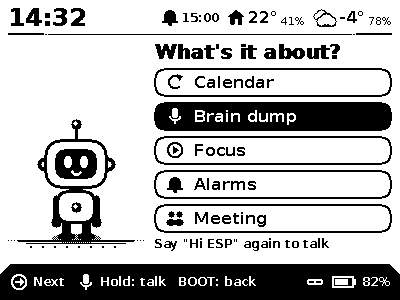 14:32 15:00 22° 41% -4° 78%
What's it about?
Calendar
Brain dump
Focus
Alarms
Meeting
Say "Hi ESP" again to talk
Next Hold: talk BOOT: back 82%